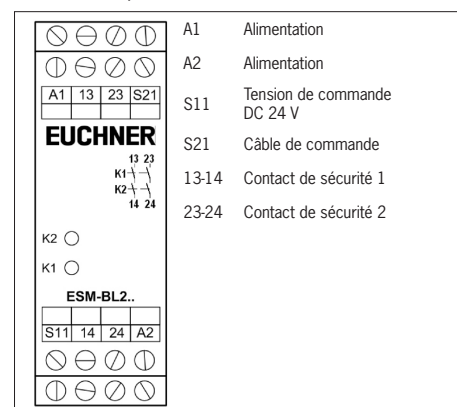 A1 13 23 S21
EUCHNER
13 23
K1
K2
14 24
K2
K1
ESM-BL2..
S11 14 24 A2
A1 Alimentation
A2 Alimentation
S11 Tension de commande
DC 24 V
S21 Câble de commande
13-14 Contact de sécurité 1
23-24 Contact de sécurité 2